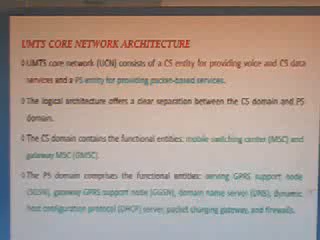 UMTS CORE NETWORK ARCHITECTURE
◊UMTS core network (UCN) consists of a CS entity for providing voice and CS data
services and a PS entity for providing packet-based services.
◊The logical architecture offers a clear separation between the CS domain and PS
domain.
◊The CS domain contains the functional entities: mobile switching center (MSC) and
gateway MSC (GMSC).
◊The PS domain comprises the functional entities: serving GPRS support node
(SGSN), gateway GPRS support node (GGSN), domain name server (DNS), dynamic
host configuration protocol (DHCP) server, packet charging gateway, and firewalls.